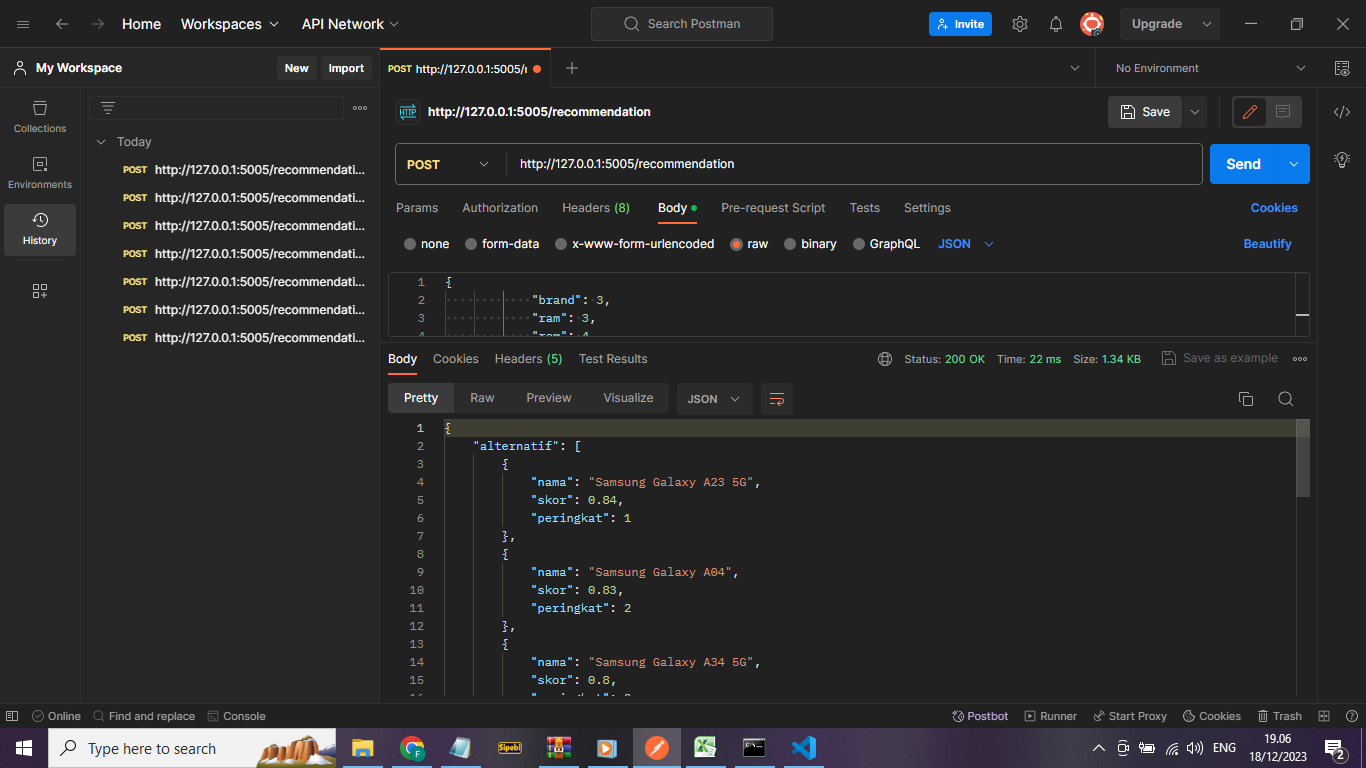 Home
Workspaces
API Network
Search Postman
Invite
Upgrade
My Workspace
New
Import
POST http://127.0.0.1:5005/r
No Environment
Collections
Environments
History
Today
POST http://127.0.0.1:5005/recommendati...
POST http://127.0.0.1:5005/recommendati...
POST http://127.0.0.1:5005/recommendati...
POST http://127.0.0.1:5005/recommendati...
POST http://127.0.0.1:5005/recommendati...
POST http://127.0.0.1:5005/recommendati...
POST http://127.0.0.1:5005/recommendati...
HTTP http://127.0.0.1:5005/recommendation
Save
POST http://127.0.0.1:5005/recommendation
Send
Params Authorization Headers (8) Body Pre-request Script Tests Settings Cookies
none form-data x-www-form-urlencoded raw binary GraphQL JSON Beautify
1 {
2 "brand": 3,
3 "ram": 3,
4 "rom": 4
Body Cookies Headers (5) Test Results Status: 200 OK Time: 22 ms Size: 1.34 KB Save as example
Pretty Raw Preview Visualize JSON
1 {
2 "alternatif": [
3 {
4 "nama": "Samsung Galaxy A23 5G",
5 "skor": 0.84,
6 "peringkat": 1
7 },
8 {
9 "nama": "Samsung Galaxy A04",
10 "skor": 0.83,
11 "peringkat": 2
12 },
13 {
14 "nama": "Samsung Galaxy A34 5G",
15 "skor": 0.8,
16 "peringkat": 3
Online Find and replace Console Postbot Runner Start Proxy Cookies Trash
Type here to search
Sipebi
ENG
19.06
18/12/2023
2